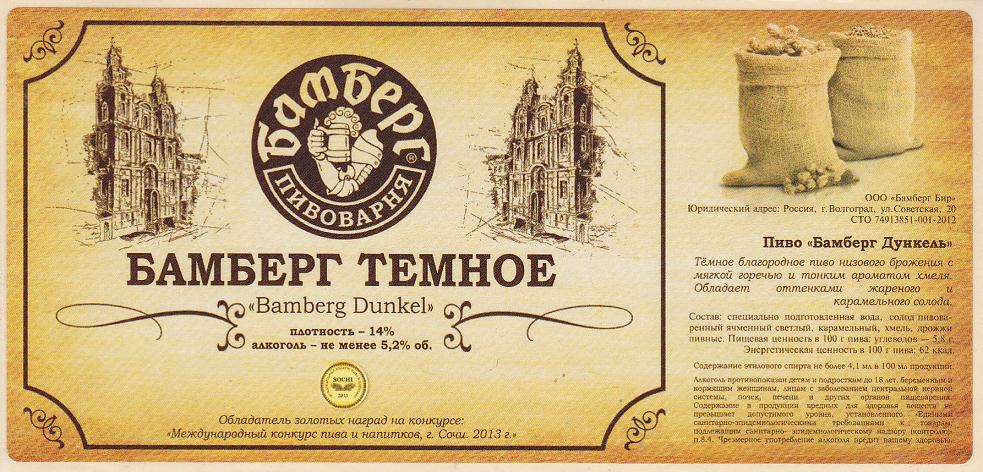 Бамберг
®
ПИВОВАРНЯ
БАМБЕРГ ТЕМНОЕ
«Bamberg Dunkel»
плотность – 14%
алкоголь – не менее 5,2% об.
SOCHI
2013
Обладатель золотых наград на конкурсе:
«Международный конкурс пива и напитков, г. Сочи. 2013 г.»
ООО «Бамберг Бир»
Юридический адрес: Россия, г.Волгоград, ул.Советская, 20
СТО 74913851-001-2012
Пиво «Бамберг Дункель»
Тёмное благородное пиво низового брожения с
мягкой горечью и тонким ароматом хмеля.
Обладает оттенками жареного и
карамельного солода.
Состав: специально подготовленная вода, солод пивова-
ренный ячменный светлый, карамельный, хмель, дрожжи
пивные. Пищевая ценность в 100 г пива: углеводов — 5,8 г.
Энергетическая ценность в 100 г пива: 62 ккал.
Содержание этилового спирта не более 4,1 мл в 100 мл продукции.
Алкоголь противопоказан детям и подросткам до 18 лет, беременным и
кормящим женщинам, лицам с заболеванием центральной нервной
системы, почек, печени и других органов пищеварения.
Содержание в продукции вредных для здоровья веществ не
превышает допустимого уровня, установленного «Едиными
санитарно-эпидемиологическими требованиями к товарам,
подлежащим санитарно- эпидемиологическому надзору (контролю)»
п.8.4. Чрезмерное употребление алкоголя вредит вашему здоровью.